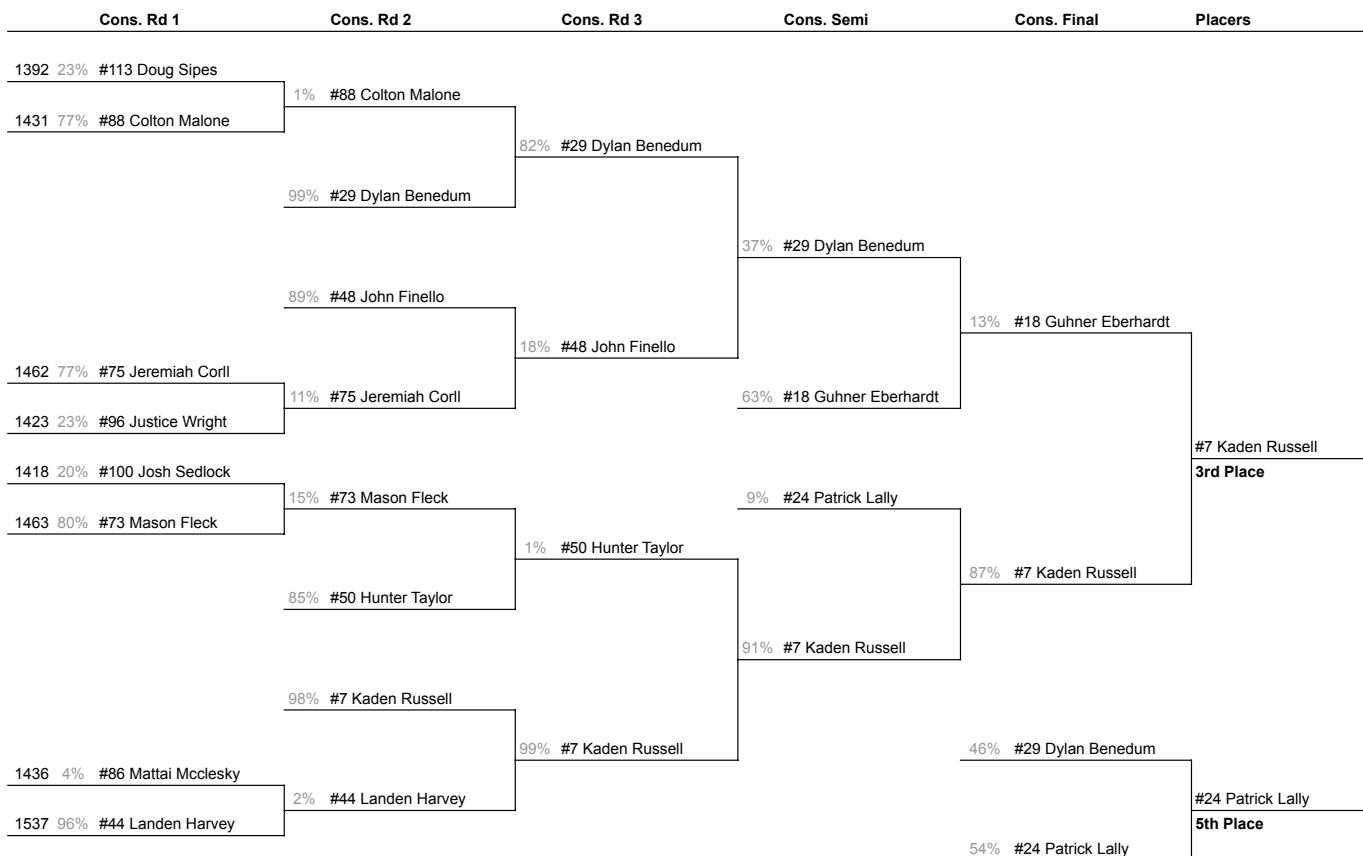 Cons. Rd 1 Cons. Rd 2 Cons. Rd 3 Cons. Semi Cons. Final Placers
1392 23% #113 Doug Sipes
1% #88 Colton Malone
1431 77% #88 Colton Malone
82% #29 Dylan Benedum
99% #29 Dylan Benedum
37% #29 Dylan Benedum
89% #48 John Finello
13% #18 Guhner Eberhardt
18% #48 John Finello
1462 77% #75 Jeremiah Corll
11% #75 Jeremiah Corll 63% #18 Guhner Eberhardt
1423 23% #96 Justice Wright
#7 Kaden Russell
1418 20% #100 Josh Sedlock 3rd Place
15% #73 Mason Fleck 9% #24 Patrick Lally
1463 80% #73 Mason Fleck
1% #50 Hunter Taylor
87% #7 Kaden Russell
85% #50 Hunter Taylor
91% #7 Kaden Russell
98% #7 Kaden Russell
99% #7 Kaden Russell 46% #29 Dylan Benedum
1436 4% #86 Mattai Mcclesky
2% #44 Landen Harvey #24 Patrick Lally
1537 96% #44 Landen Harvey 5th Place
54% #24 Patrick Lally